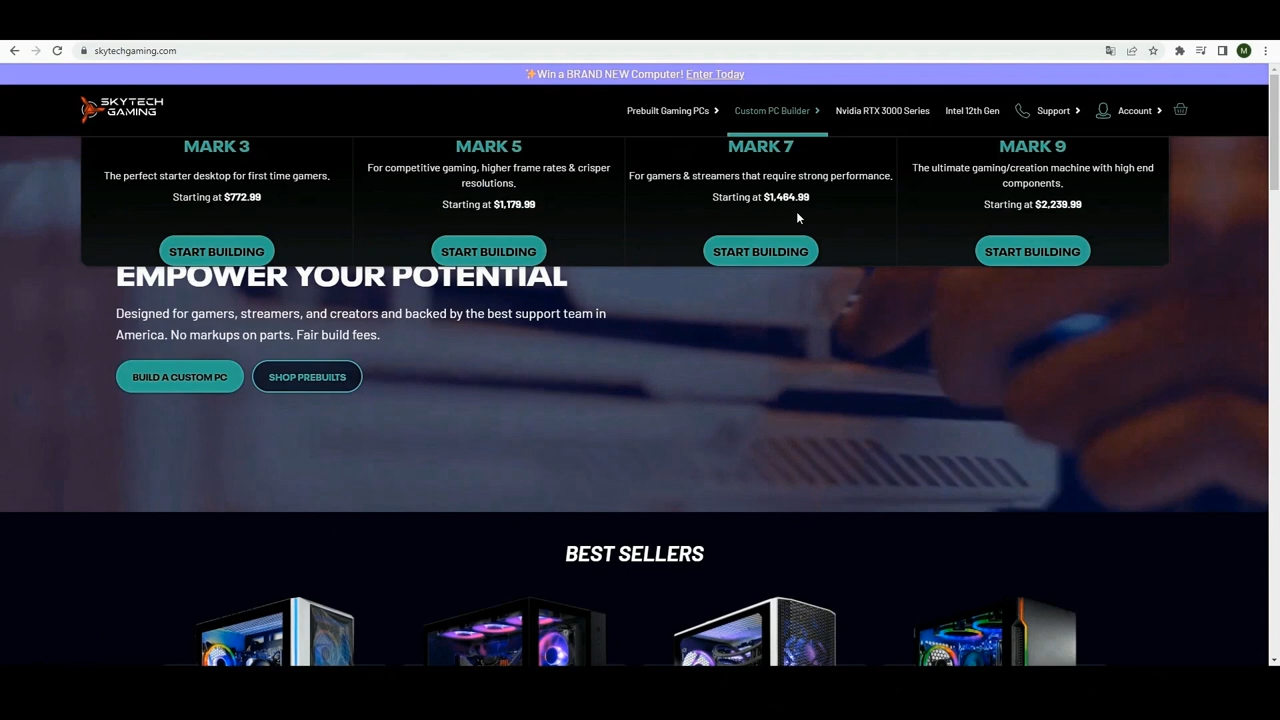 skytechgaming.com
M
✨Win a BRAND NEW Computer! Enter Today
SKYTECH
GAMING
Prebuilt Gaming PCs
Custom PC Builder
Nvidia RTX 3000 Series
Intel 12th Gen
Support
Account
MARK 3
The perfect starter desktop for first time gamers.
Starting at $772.99
START BUILDING
MARK 5
For competitive gaming, higher frame rates & crisper
resolutions.
Starting at $1,179.99
START BUILDING
MARK 7
For gamers & streamers that require strong performance.
Starting at $1,464.99
START BUILDING
MARK 9
The ultimate gaming/creation machine with high end
components.
Starting at $2,239.99
START BUILDING
EMPOWER YOUR POTENTIAL
Designed for gamers, streamers, and creators and backed by the best support team in
America. No markups on parts. Fair build fees.
BUILD A CUSTOM PC
SHOP PREBUILTS
BEST SELLERS